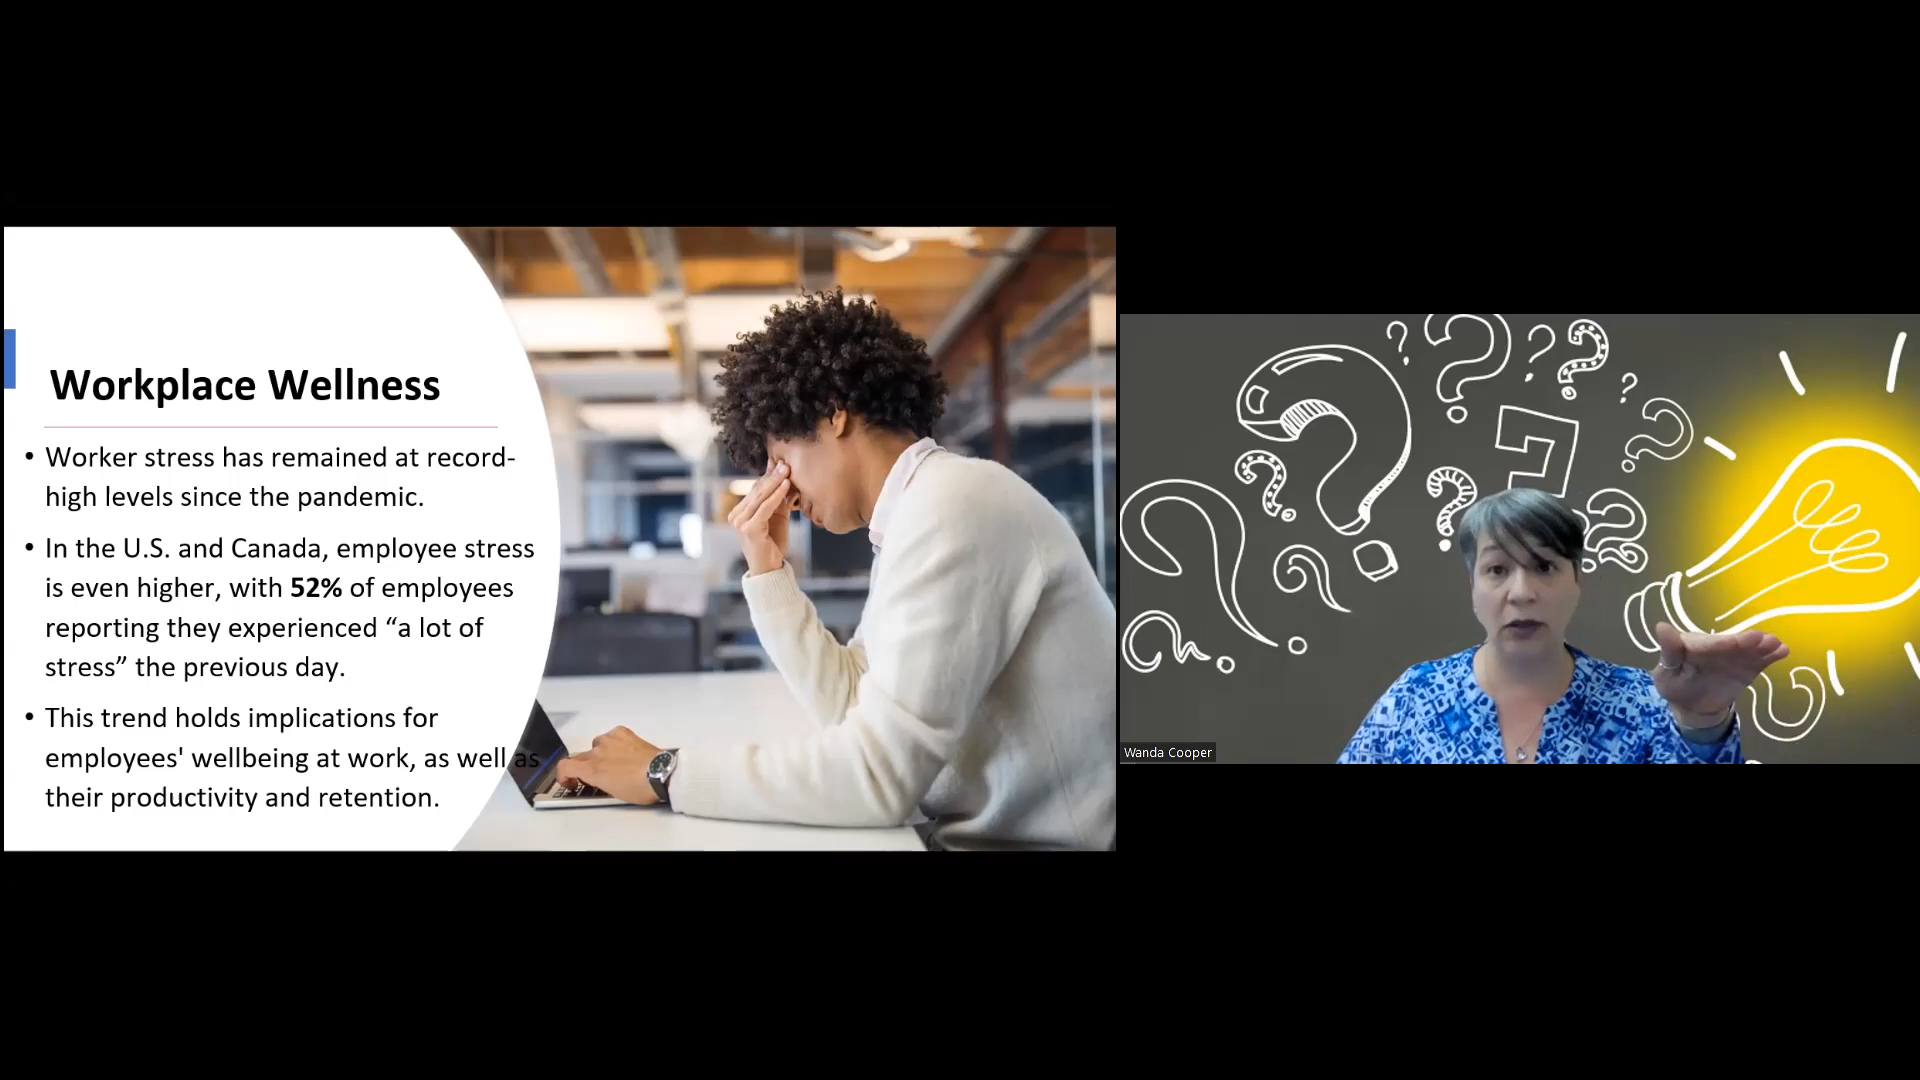 Workplace Wellness
• Worker stress has remained at record-
high levels since the pandemic.
• In the U.S. and Canada, employee stress
is even higher, with 52% of employees
reporting they experienced “a lot of
stress” the previous day.
• This trend holds implications for
employees' wellbeing at work, as well as
their productivity and retention.
Wanda Cooper